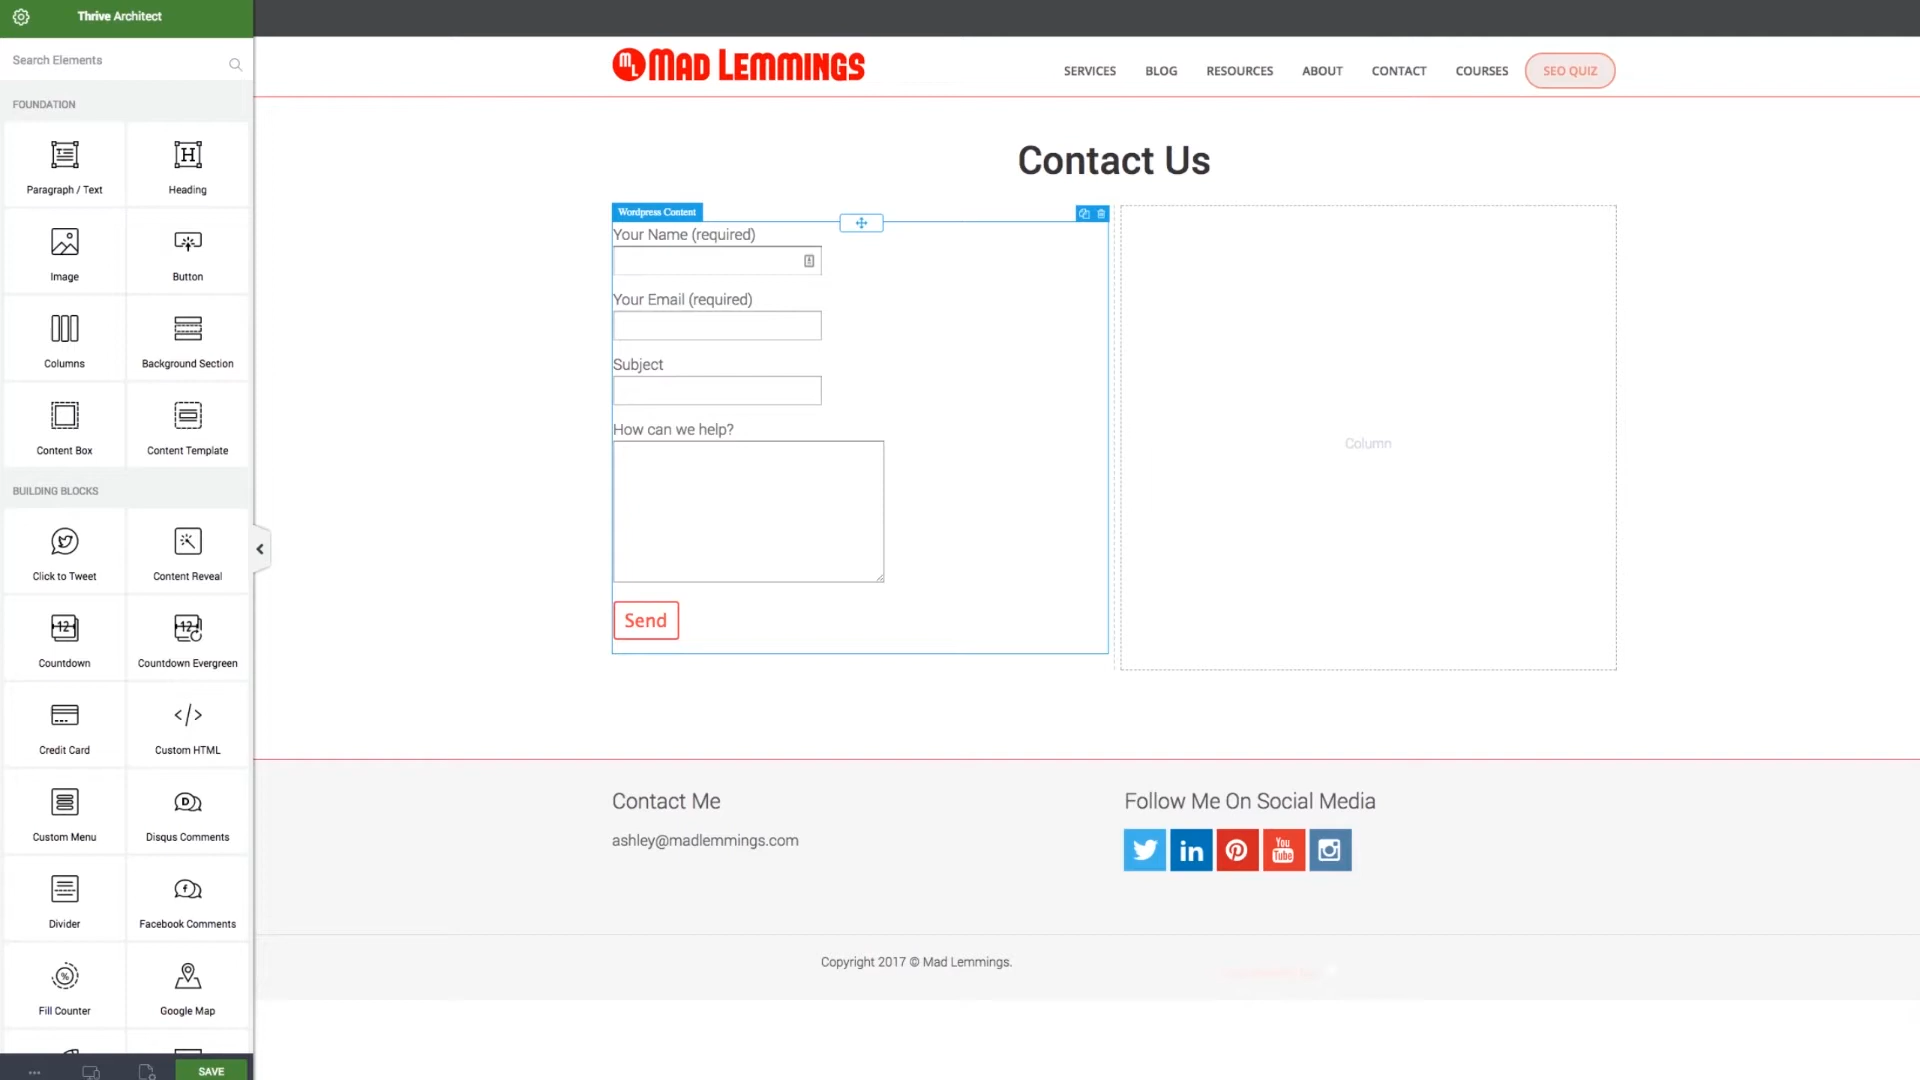 Thrive Architect
Search Elements
FOUNDATION
Paragraph / Text
Heading
Image
Button
Columns
Background Section
Content Box
Content Template
BUILDING BLOCKS
Click to Tweet
Content Reveal
Countdown
Countdown Evergreen
Credit Card
Custom HTML
Custom Menu
Disqus Comments
Divider
Facebook Comments
Fill Counter
Google Map
SAVE
ML MAD LEMMINGS
SERVICES BLOG RESOURCES ABOUT CONTACT COURSES SEO QUIZ
Contact Us
Wordpress Content
Your Name (required)
Your Email (required)
Subject
How can we help?
Send
Column
Contact Me
ashley@madlemmings.com
Follow Me On Social Media
You
Tube
Copyright 2017 © Mad Lemmings.